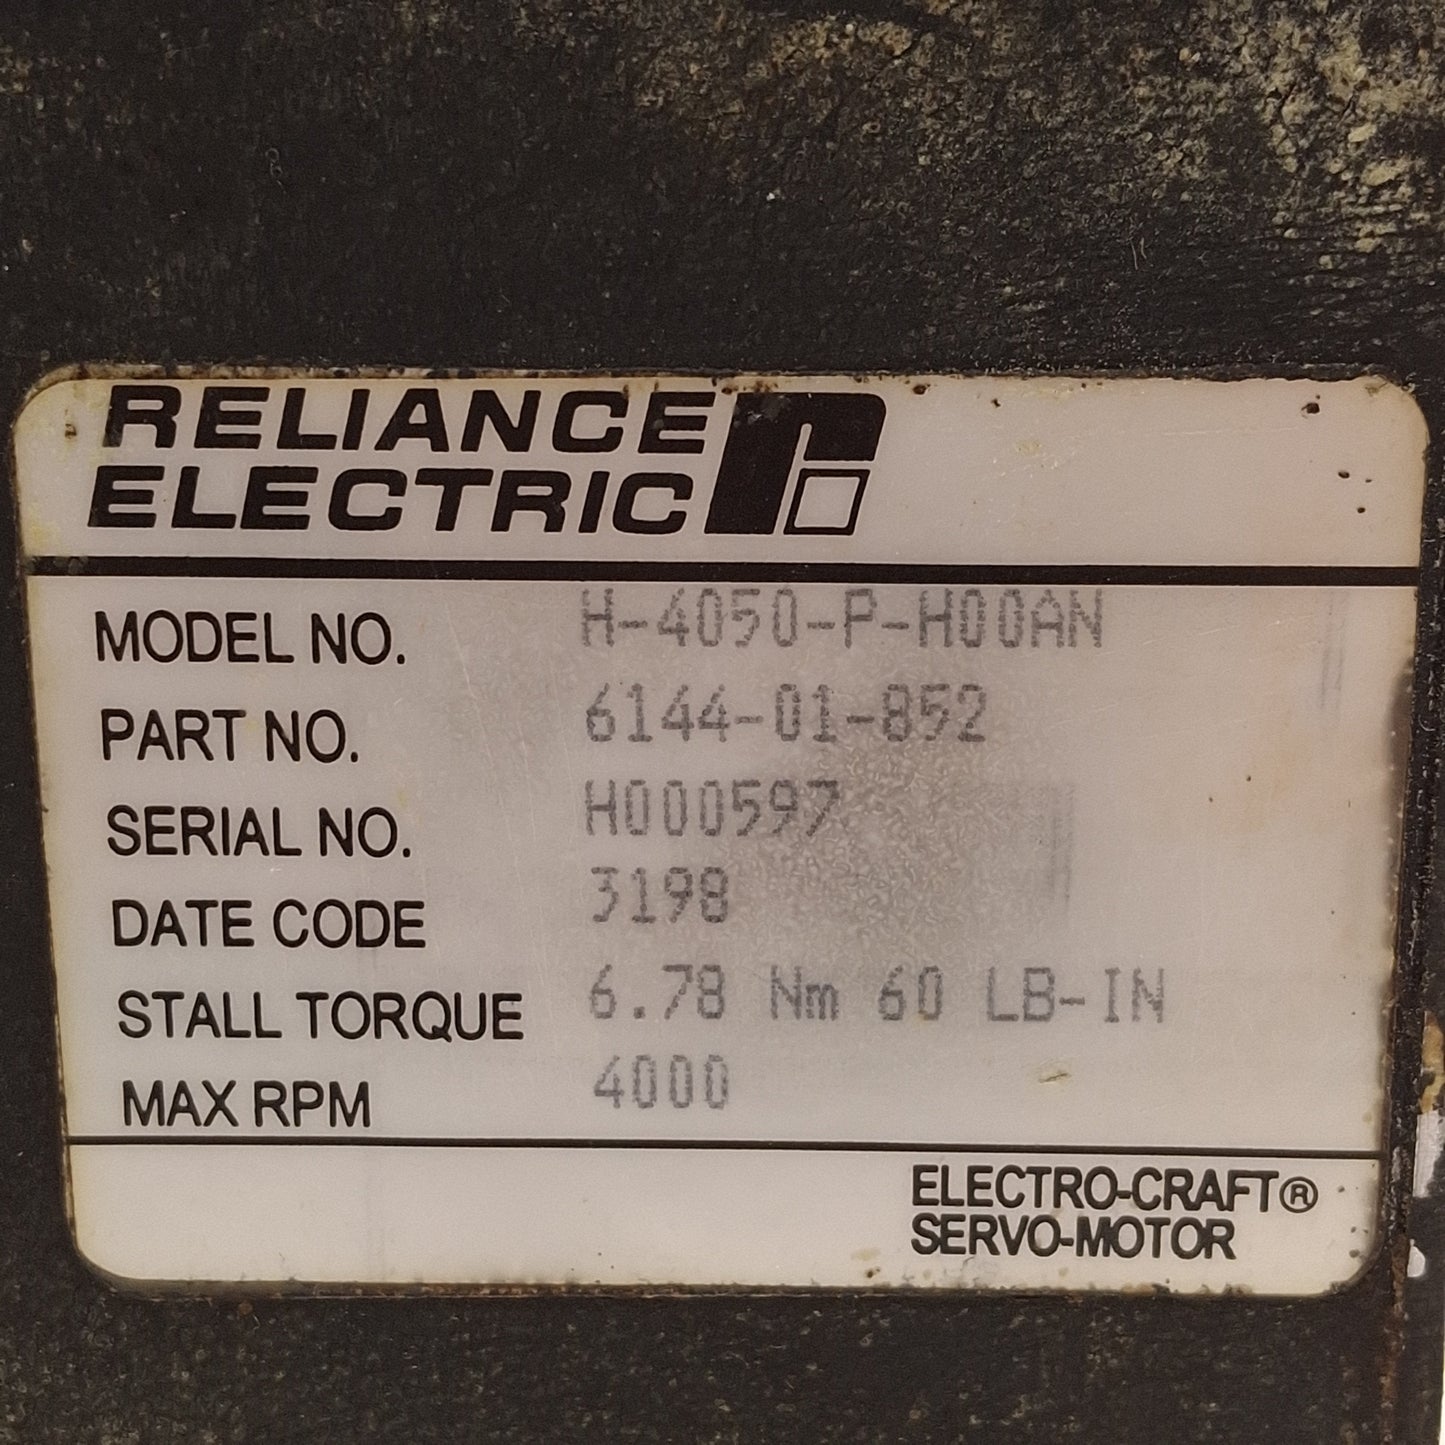 RELIANCE
ELECTRIC
MODEL NO. H-4050-P-H00AN
PART NO. 6144-01-852
SERIAL NO. H000597
DATE CODE 3198
STALL TORQUE 6.78 Nm 60 LB-IN
MAX RPM 4000
ELECTRO-CRAFT®
SERVO-MOTOR